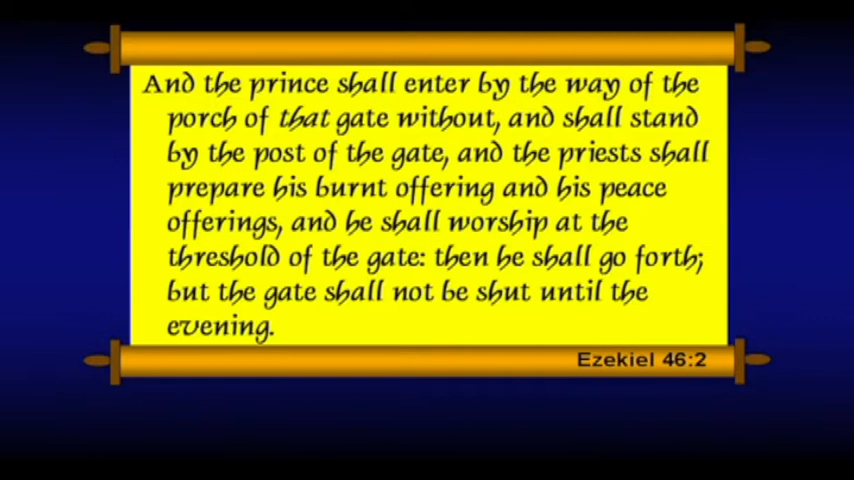 And the prince shall enter by the way of the
porch of that gate without, and shall stand
by the post of the gate, and the priests shall
prepare his burnt offering and his peace
offerings, and he shall worship at the
threshold of the gate: then he shall go forth;
but the gate shall not be shut until the
evening.
Ezekiel 46:2